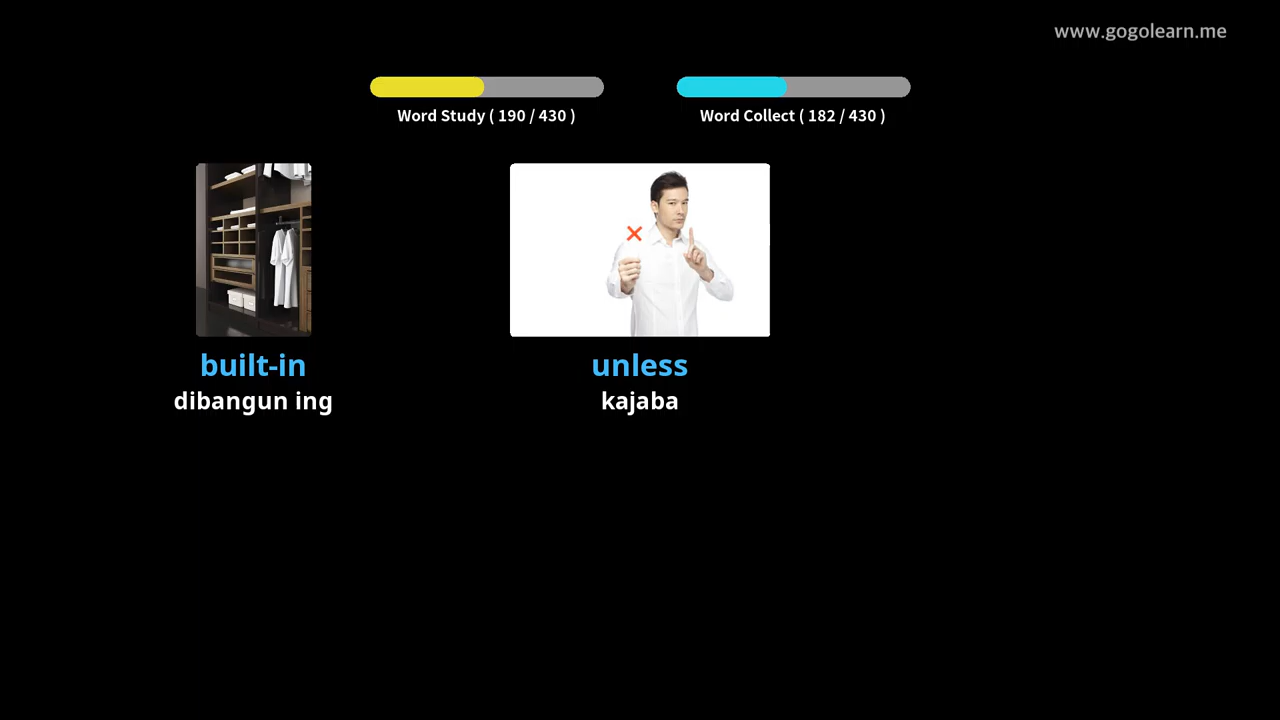 www.gogolearn.me
Word Study ( 190 / 430 )
Word Collect ( 182 / 430 )
built-in
dibangun ing
unless
kajaba